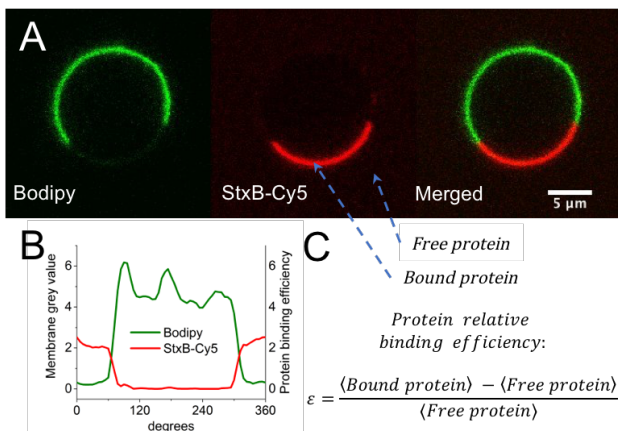 A
Bodipy
StxB-Cy5
Merged
5 µm
B
Membrane grey value
6
4
2
0
Bodipy
StxB-Cy5
6
4
2
0
Protein binding efficiency
0 120 240 360
degrees
C
Free protein
Bound protein
Protein relative
binding efficiency:
ε = (⟨Bound protein⟩ − ⟨Free protein⟩) / ⟨Free protein⟩